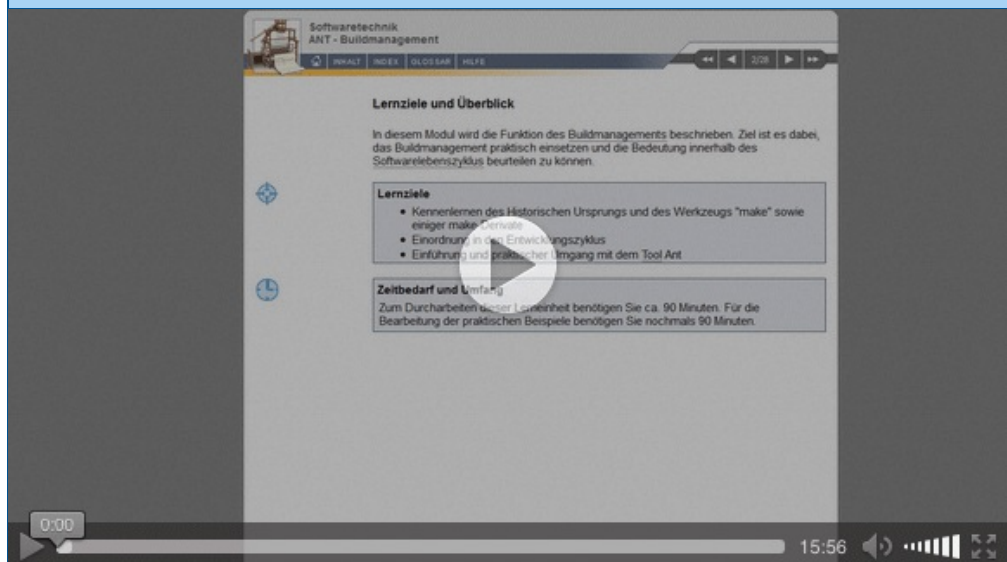 Softwaretechnik
ANT - Buildmanagement
INHALT INDEX GLOSSAR HILFE
2/28
Lernziele und Überblick
In diesem Modul wird die Funktion des Buildmanagements beschrieben. Ziel ist es dabei,
das Buildmanagement praktisch einsetzen und die Bedeutung innerhalb des
Softwarelebenszyklus beurteilen zu können.
Lernziele
Kennenlernen des Historischen Ursprungs und des Werkzeugs "make" sowie
einiger make-Derivate
Einordnung in den Entwicklungszyklus
Einführung und praktischer Umgang mit dem Tool Ant
Zeitbedarf und Umfang
Zum Durcharbeiten dieser Lerneinheit benötigen Sie ca. 90 Minuten. Für die
Bearbeitung der praktischen Beispiele benötigen Sie nochmals 90 Minuten.
0:00
15:56